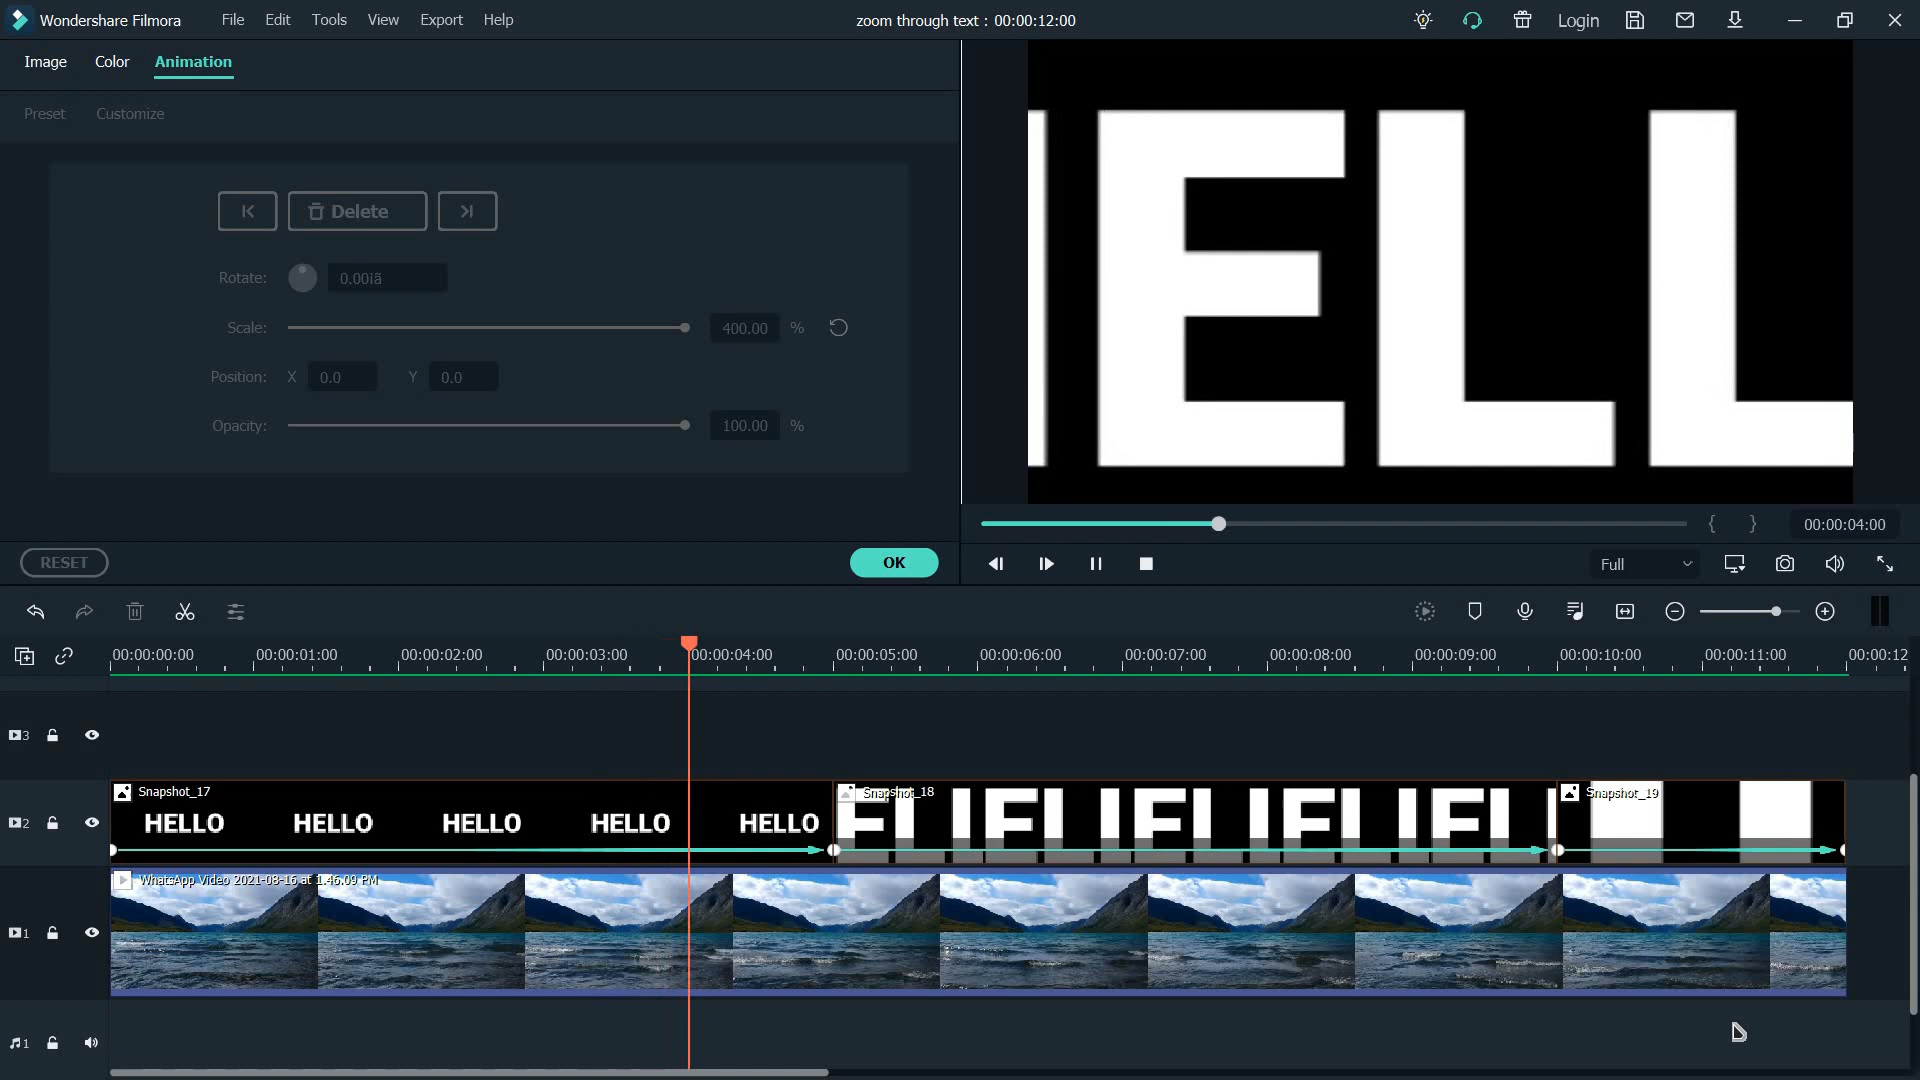 Wondershare Filmora
File Edit Tools View Export Help
zoom through text : 00:00:12:00
Login
Image Color Animation
Preset Customize
Delete
Rotate: 0.00iã
Scale: 400.00 %
Position: X 0.0 Y 0.0
Opacity: 100.00 %
RESET OK
ELL
{ } 00:00:04:00
Full
00:00:00:00 00:00:01:00 00:00:02:00 00:00:03:00 00:00:04:00 00:00:05:00 00:00:06:00 00:00:07:00 00:00:08:00 00:00:09:00 00:00:10:00 00:00:11:00 00:00:12
3
2
Snapshot_17 Snapshot_18 Snapshot_19
HELLO HELLO HELLO HELLO HELLO
1
WhatsApp Video 2021-08-16 at 1.46.09 PM
1